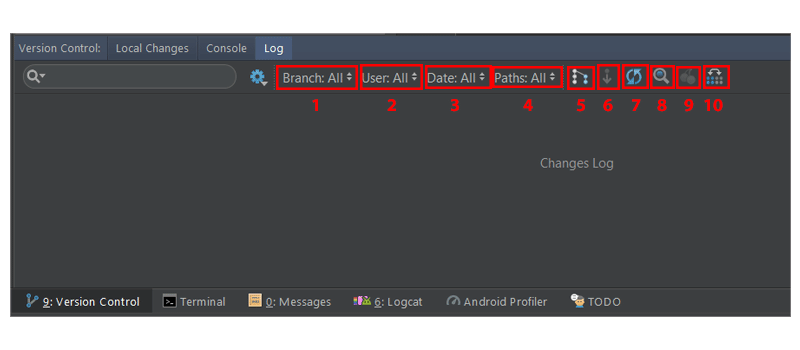 Version Control: Local Changes Console Log
Branch: All User: All Date: All Paths: All
1 2 3 4 5 6 7 8 9 10
Changes Log
9: Version Control Terminal 0: Messages 6: Logcat Android Profiler TODO